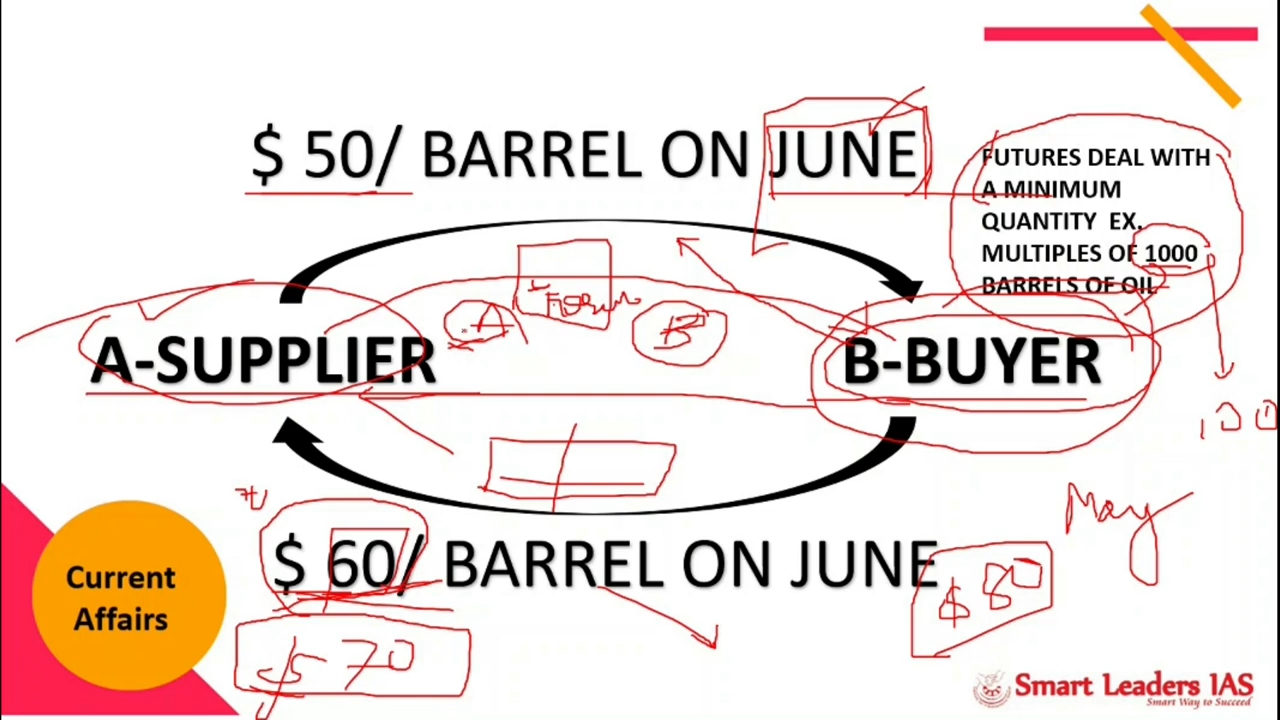 $ 50/ BARREL ON JUNE
FUTURES DEAL WITH
A MINIMUM
QUANTITY EX.
MULTIPLES OF 1000
BARRELS OF OIL
A
B
A-SUPPLIER
B-BUYER
100
May
$ 60/ BARREL ON JUNE
$ 80
$ 70
Current
Affairs
Smart Leaders IAS
Smart Way to Succeed